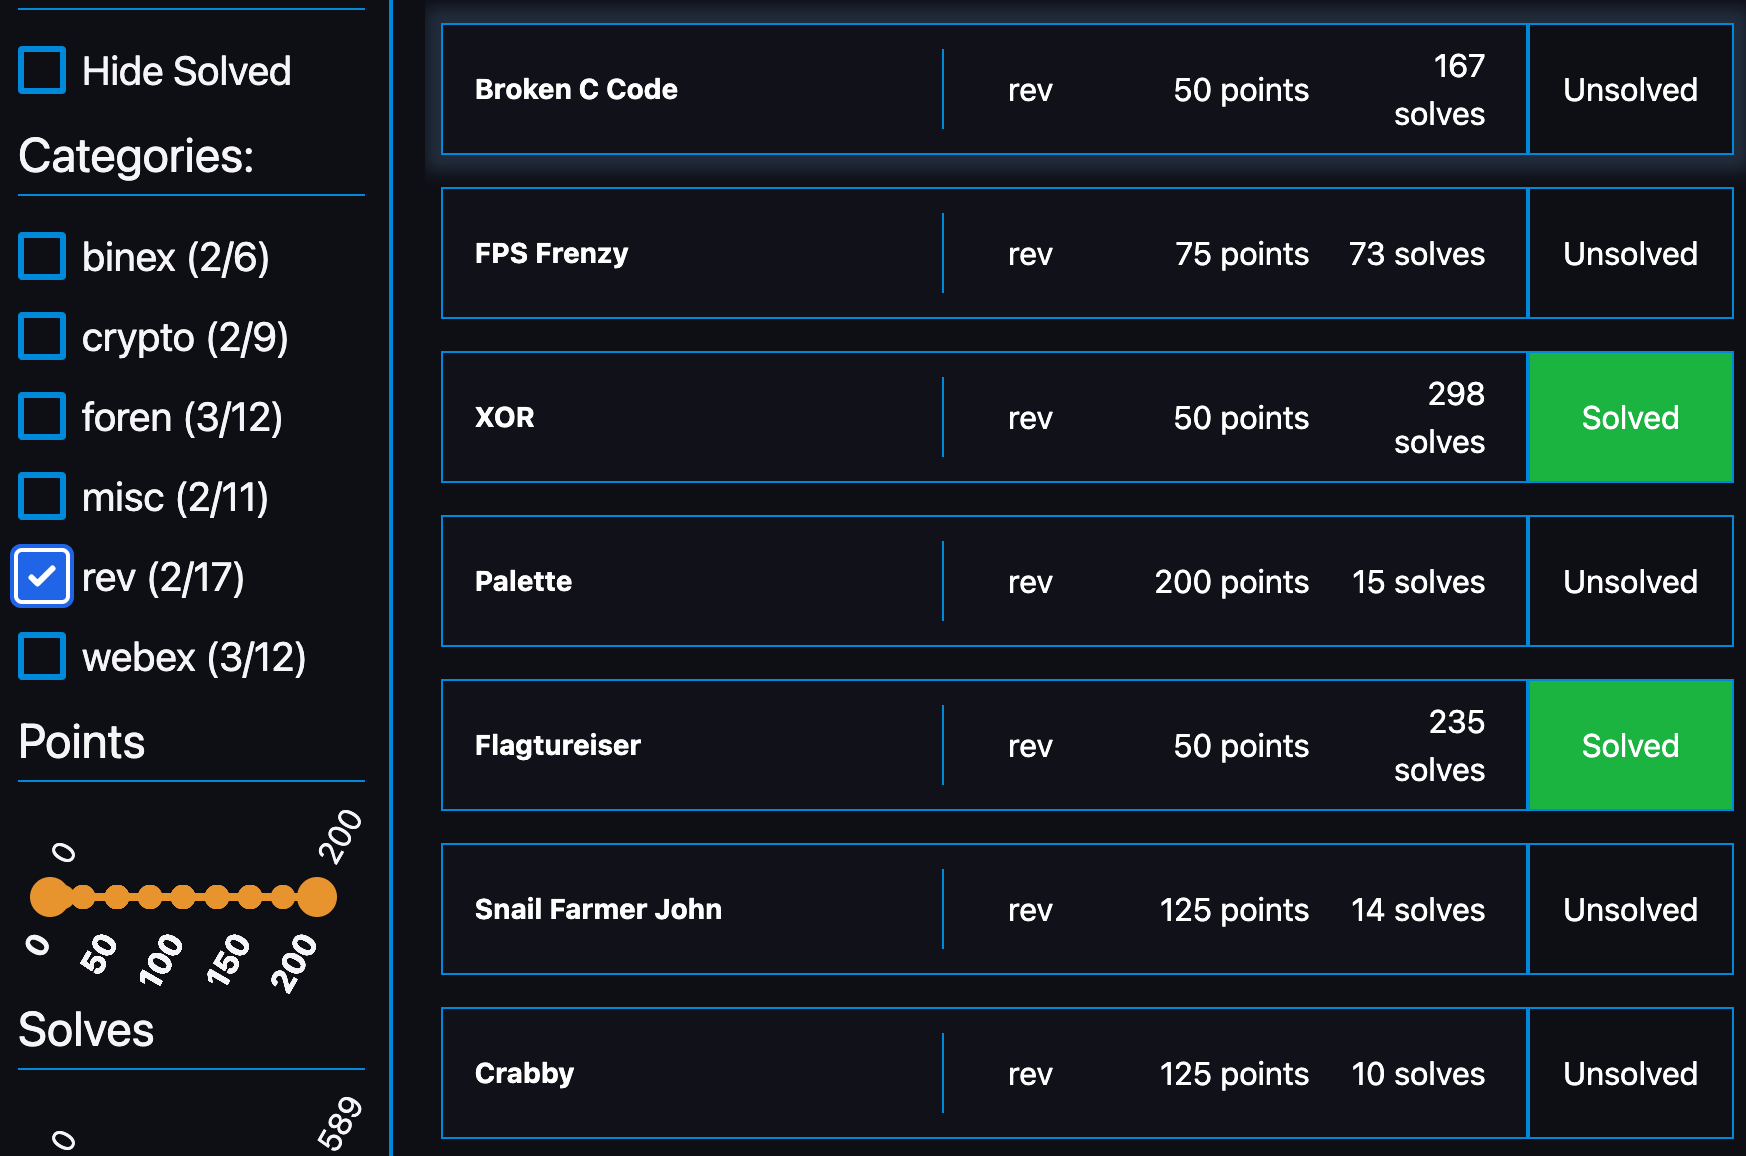 Hide Solved
Categories:
binex (2/6)
crypto (2/9)
foren (3/12)
misc (2/11)
rev (2/17)
webex (3/12)
Points
0 200
0 50 100 150 200
Solves
0 589
Broken C Code rev 50 points 167 solves Unsolved
FPS Frenzy rev 75 points 73 solves Unsolved
XOR rev 50 points 298 solves Solved
Palette rev 200 points 15 solves Unsolved
Flagtureiser rev 50 points 235 solves Solved
Snail Farmer John rev 125 points 14 solves Unsolved
Crabby rev 125 points 10 solves Unsolved